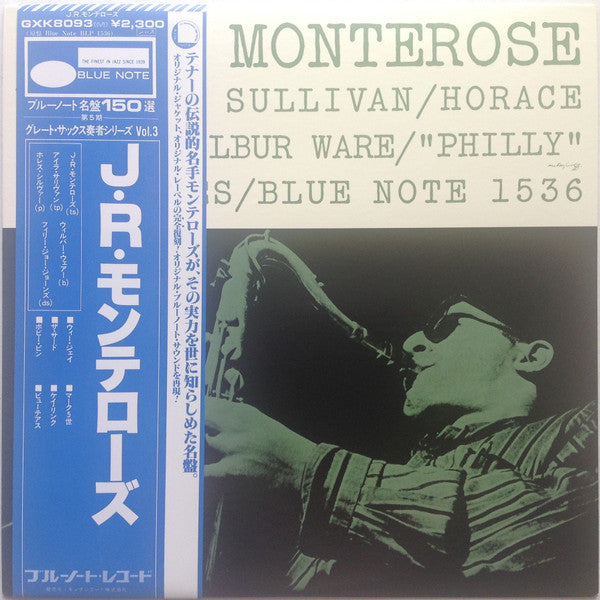 J.R.モンテローズ
GXK8093(M) ¥2,300
(原盤 Blue Note BLP 1536)
THE FINEST IN JAZZ SINCE 1939
BLUE NOTE
ブルーノート名盤150選
第5期
グレート・サックス奏者シリーズ Vol.3
J・R・モンテローズ
J・R・モンテローズ(ts)
アイラ・サリヴァン(tp)
ホレス・シルヴァー(p)
ウィルバー・ウェアー(b)
フィリー・ジョー・ジョーンズ(ds)
■ウィー・ジェイ
■ザ・サード
■ボビー・ピン
■マークV世
■ケイリンク
■ビューテアス
ブルーノート・レコード
テナーの伝説的名手モンテローズが、その実力を世に知らしめた名盤。
オリジナル・ジャケット、オリジナル・レーベルの完全復刻!オリジナル・ブルーノート・サウンドを再現!
MONTEROSE
SULLIVAN/HORACE
LBUR WARE/"PHILLY"
ES/BLUE NOTE 1536